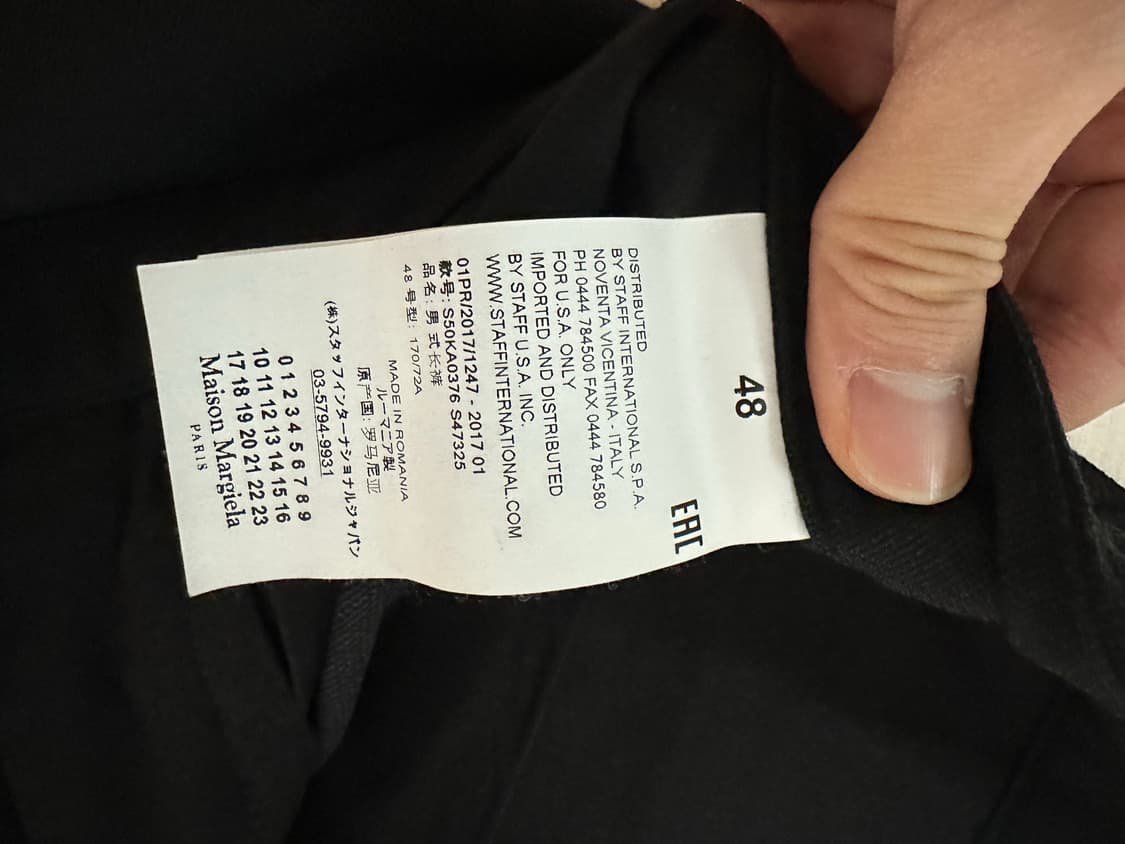 48
EAC
DISTRIBUTED
BY STAFF INTERNATIONAL S.P.A.
NOVENTA VICENTINA - ITALY
PH 0444 784500 FAX 0444 784580
FOR U.S.A. ONLY
IMPORTED AND DISTRIBUTED
BY STAFF U.S.A. INC.
WWW.STAFFINTERNATIONAL.COM
01PR/2017/1247 - 2017 01
款号: S50KA0376 S47325
品名: 男式长裤
48 号型: 170/72A
MADE IN ROMANIA
ルーマニア製
原产国: 罗马尼亚
(株)スタッフインターナショナルジャパン
03-5794-9931
0 1 2 3 4 5 6 7 8 9
10 11 12 13 14 15 16
17 18 19 20 21 22 23
Maison Margiela
PARIS